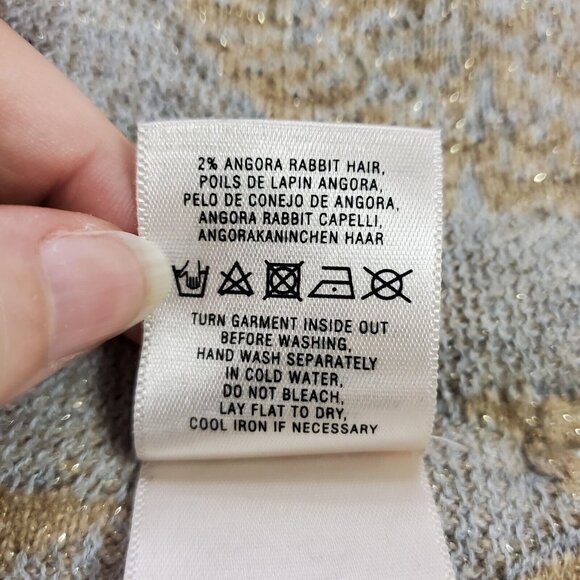 2% ANGORA RABBIT HAIR,
POILS DE LAPIN ANGORA,
PELO DE CONEJO DE ANGORA,
ANGORA RABBIT CAPELLI,
ANGORAKANINCHEN HAAR
TURN GARMENT INSIDE OUT
BEFORE WASHING,
HAND WASH SEPARATELY
IN COLD WATER,
DO NOT BLEACH,
LAY FLAT TO DRY,
COOL IRON IF NECESSARY